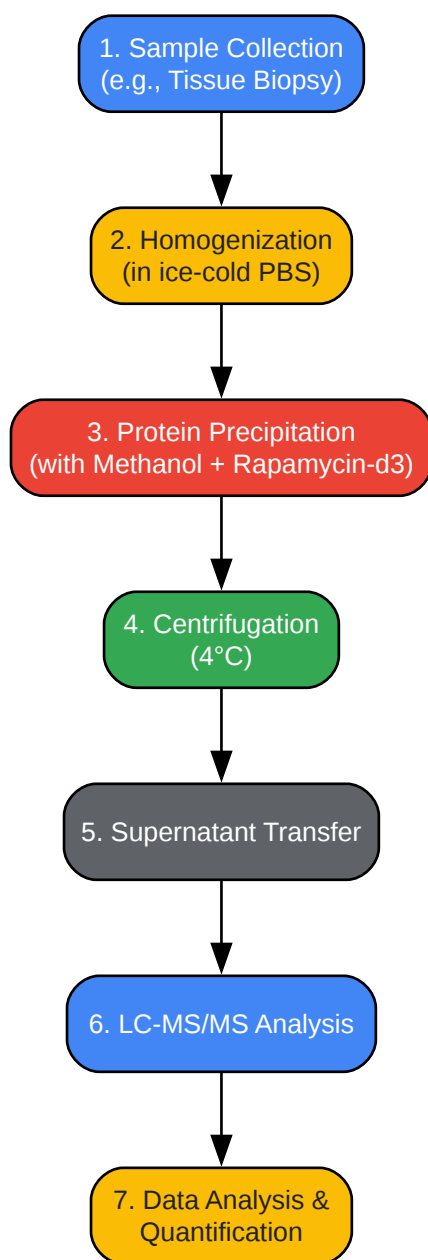 1. Sample Collection
(e.g., Tissue Biopsy)
2. Homogenization
(in ice-cold PBS)
3. Protein Precipitation
(with Methanol + Rapamycin-d3)
4. Centrifugation
(4°C)
5. Supernatant Transfer
6. LC-MS/MS Analysis
7. Data Analysis &
Quantification